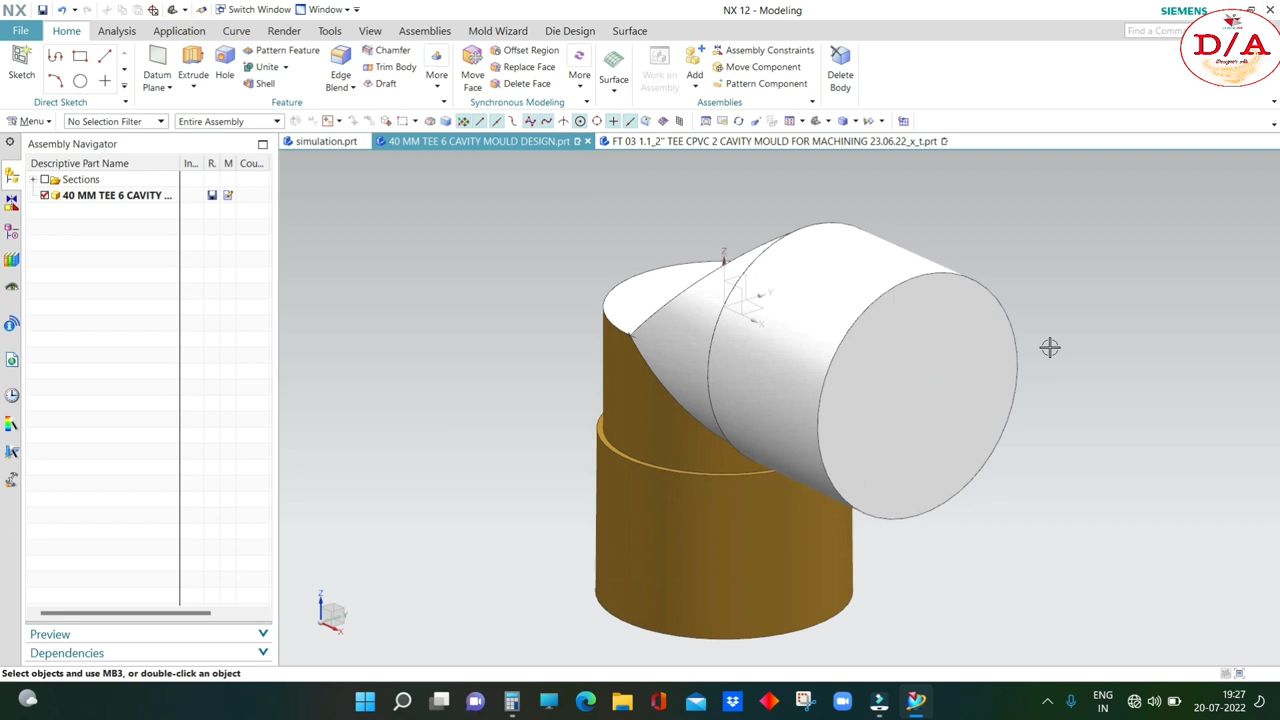 NX
Switch Window
Window
NX 12 - Modeling
SIEMENS
File
Home
Analysis
Application
Curve
Render
Tools
View
Assemblies
Mold Wizard
Die Design
Surface
Find a Comm
D/A
Sketch
Direct Sketch
Datum Plane
Extrude
Hole
Pattern Feature
Unite
Shell
Edge Blend
Chamfer
Trim Body
Draft
More
Feature
Move Face
Offset Region
Replace Face
Delete Face
More
Synchronous Modeling
Surface
Work on Assembly
Add
Assembly Constraints
Move Component
Pattern Component
Assemblies
Delete Body
Menu
No Selection Filter
Entire Assembly
Assembly Navigator
simulation.prt
40 MM TEE 6 CAVITY MOULD DESIGN.prt
FT 03 1.1_2" TEE CPVC 2 CAVITY MOULD FOR MACHINING 23.06.22_x_t.prt
Descriptive Part Name
In...
R.
M
Cou...
Sections
40 MM TEE 6 CAVITY ...
Z
Y
X
Z
Y
X
Preview
Dependencies
Select objects and use MB3, or double-click an object
ENG
IN
19:27
20-07-2022